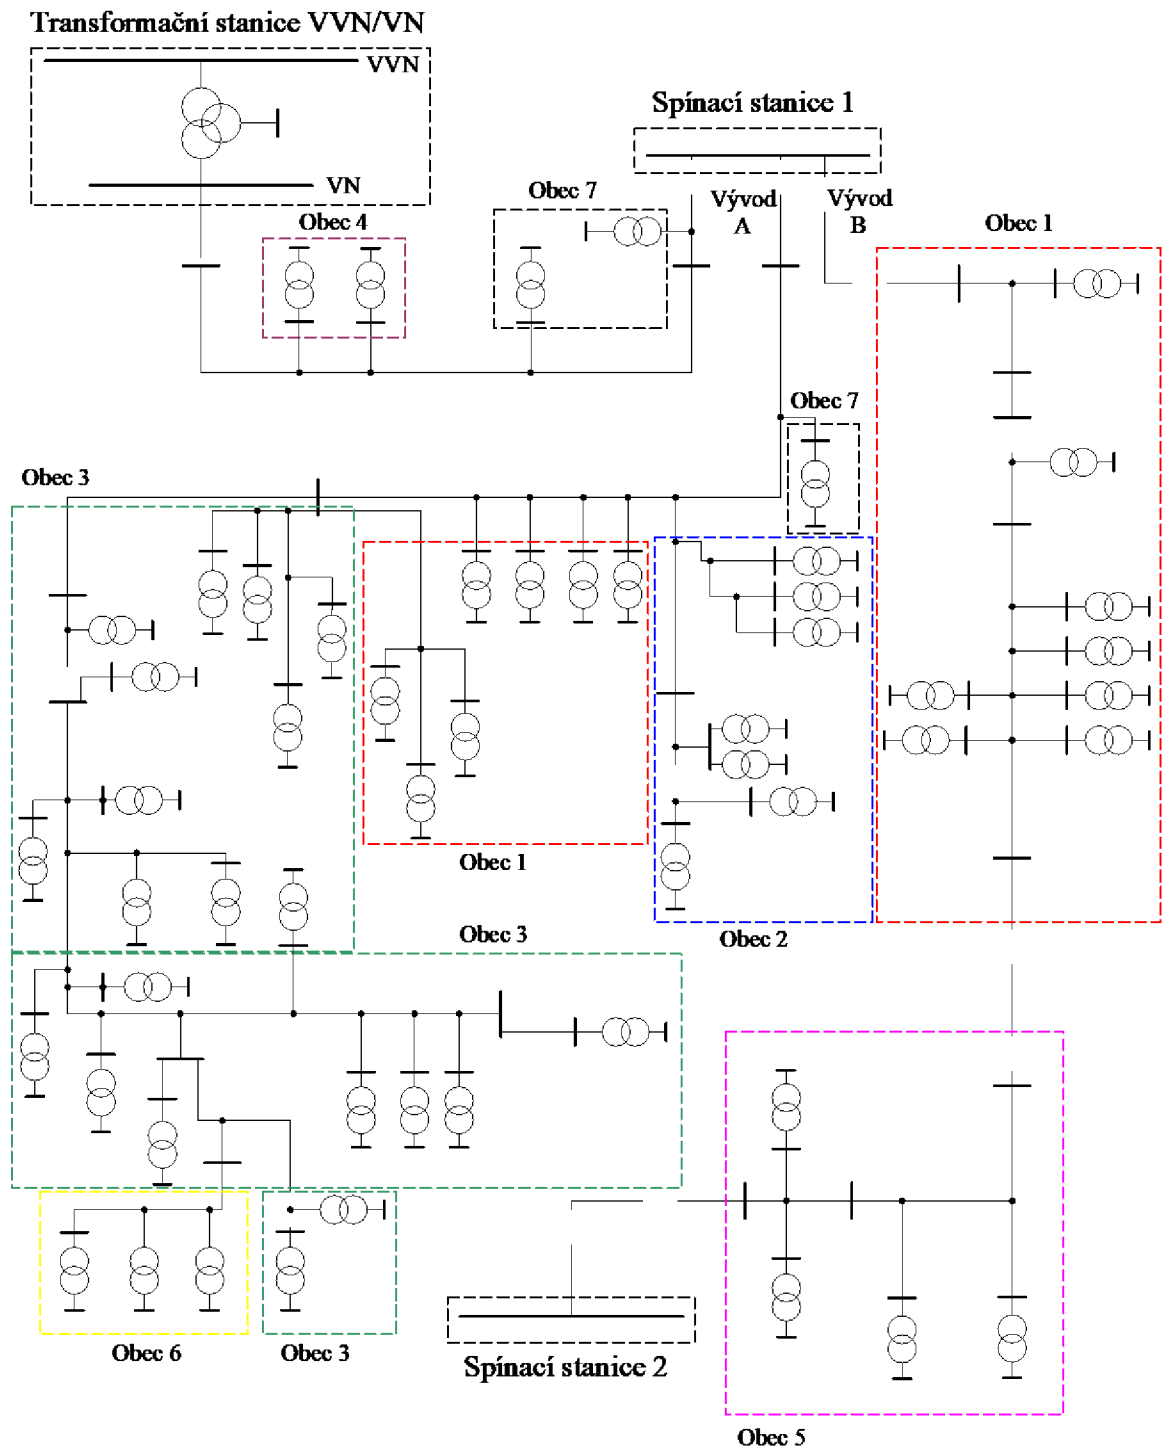 Transformační stanice VVN/VN
VVN
VN
Spínací stanice 1
Obec 7
Vývod
A
Vývod
B
Obec 4
Obec 1
Obec 7
Obec 3
Obec 1
Obec 2
Obec 3
Obec 6
Obec 3
Spínací stanice 2
Obec 5